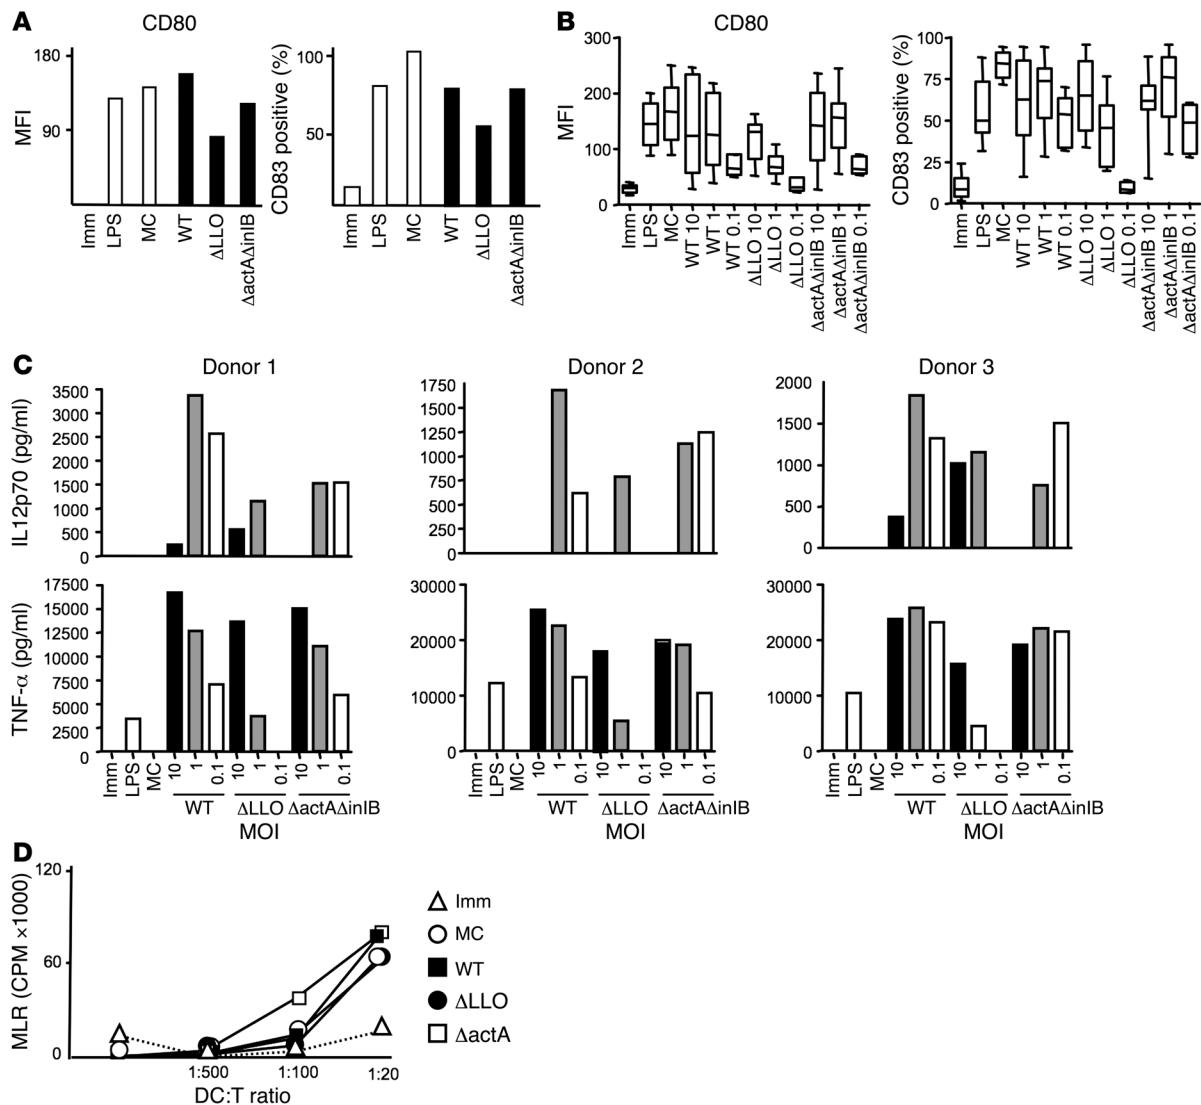 A
CD80
MFI
180
90
Imm
LPS
MC
WT
ΔLLO
ΔactAΔinlB
CD83 positive (%)
100
50
LPS
MC
WT
ΔLLO
ΔactAΔinlB
B
CD80
MFI
300
200
100
0
Imm
LPS
MC
WT 10
WT 1
WT 0.1
ΔLLO 10
ΔLLO 1
ΔLLO 0.1
ΔactAΔinlB 10
ΔactAΔinlB 1
ΔactAΔinlB 0.1
CD83 positive (%)
100
75
50
25
0
Imm
LPS
MC
WT 10
WT 1
WT 0.1
ΔLLO 10
ΔLLO 1
ΔLLO 0.1
ΔactAΔinlB 10
ΔactAΔinlB 1
ΔactAΔinlB 0.1
C
Donor 1
Donor 2
Donor 3
IL12p70 (pg/ml)
3500
3000
2500
2000
1500
1000
500
0
1750
1500
1250
1000
750
500
250
0
2000
1500
1000
500
0
TNF-α (pg/ml)
17500
15000
12500
10000
7500
5000
2500
0
30000
20000
10000
0
30000
20000
10000
0
Imm LPS MC 10 1 0.1 10 1 0.1 10 1 0.1
WT ΔLLO ΔactAΔinlB
MOI
Imm LPS MC 10 1 0.1 10 1 0.1 10 1 0.1
WT ΔLLO ΔactAΔinlB
MOI
Imm LPS MC 10 1 0.1 10 1 0.1 10 1 0.1
WT ΔLLO ΔactAΔinlB
MOI
D
MLR (CPM ×1000)
120
60
0
1:500 1:100 1:20
DC:T ratio
Imm
MC
WT
ΔLLO
ΔactA